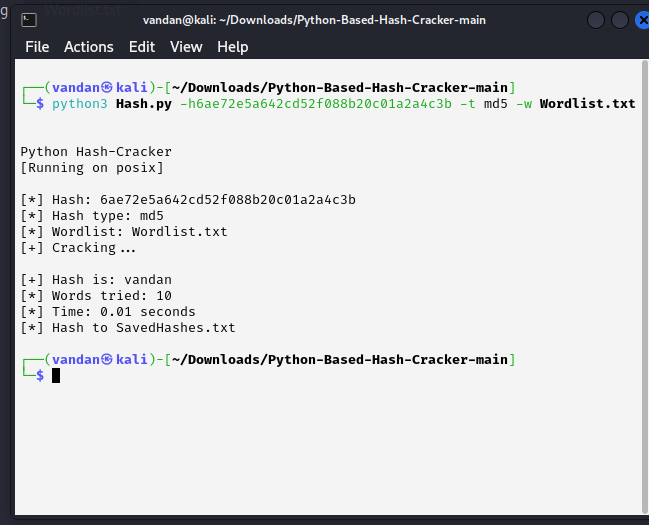 g Wordlist.txt
vandan@kali: ~/Downloads/Python-Based-Hash-Cracker-main
File Actions Edit View Help
┌──(vandan㉿kali)-[~/Downloads/Python-Based-Hash-Cracker-main]
└─$ python3 Hash.py -h6ae72e5a642cd52f088b20c01a2a4c3b -t md5 -w Wordlist.txt
Python Hash-Cracker
[Running on posix]
[*] Hash: 6ae72e5a642cd52f088b20c01a2a4c3b
[*] Hash type: md5
[*] Wordlist: Wordlist.txt
[+] Cracking...
[+] Hash is: vandan
[*] Words tried: 10
[*] Time: 0.01 seconds
[*] Hash to SavedHashes.txt
┌──(vandan㉿kali)-[~/Downloads/Python-Based-Hash-Cracker-main]
└─$